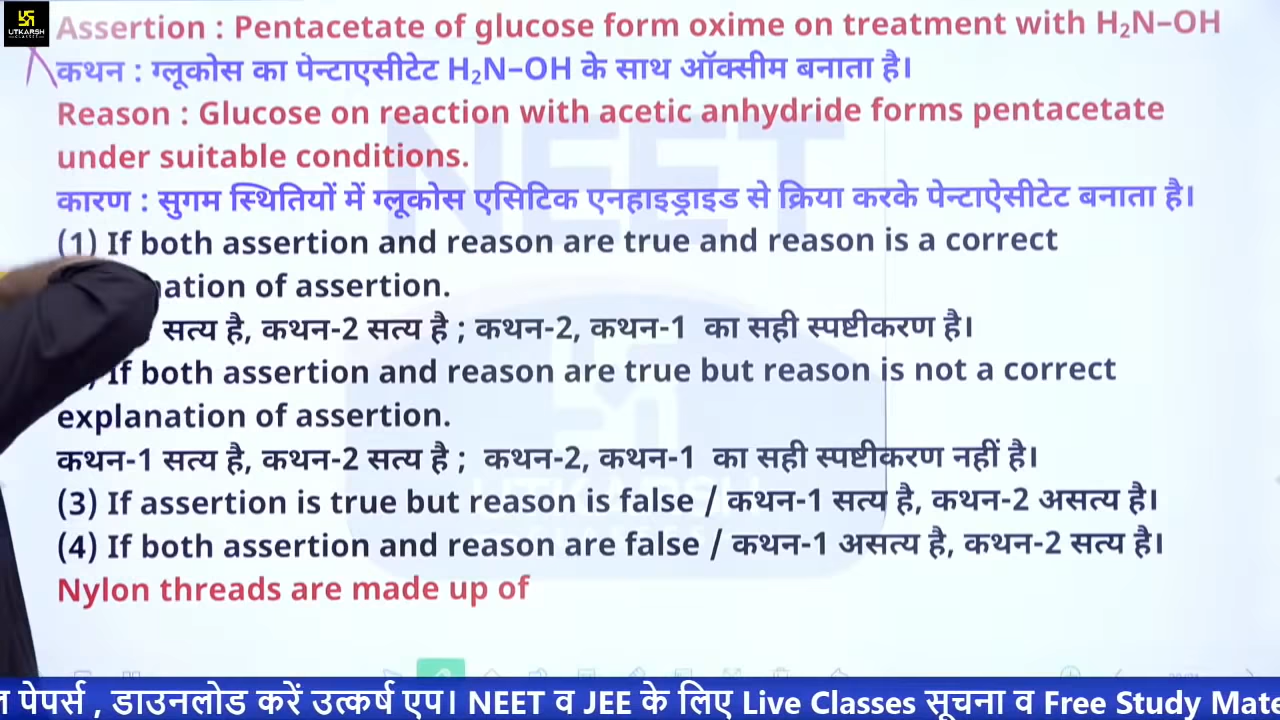 UTKARSH
CLASSES
Assertion : Pentacetate of glucose form oxime on treatment with H₂N–OH
कथन : ग्लूकोस का पेन्टाएसीटेट H₂N–OH के साथ ऑक्सीम बनाता है।
Reason : Glucose on reaction with acetic anhydride forms pentacetate
under suitable conditions.
कारण : सुगम स्थितियों में ग्लूकोस एसिटिक एनहाइड्राइड से क्रिया करके पेन्टाऐसीटेट बनाता है।
(1) If both assertion and reason are true and reason is a correct
ation of assertion.
सत्य है, कथन-2 सत्य है ; कथन-2, कथन-1 का सही स्पष्टीकरण है।
If both assertion and reason are true but reason is not a correct
explanation of assertion.
कथन-1 सत्य है, कथन-2 सत्य है ; कथन-2, कथन-1 का सही स्पष्टीकरण नहीं है।
(3) If assertion is true but reason is false / कथन-1 सत्य है, कथन-2 असत्य है।
(4) If both assertion and reason are false / कथन-1 असत्य है, कथन-2 सत्य है।
Nylon threads are made up of
पेपर्स , डाउनलोड करें उत्कर्ष एप। NEET व JEE के लिए Live Classes सूचना व Free Study Mate